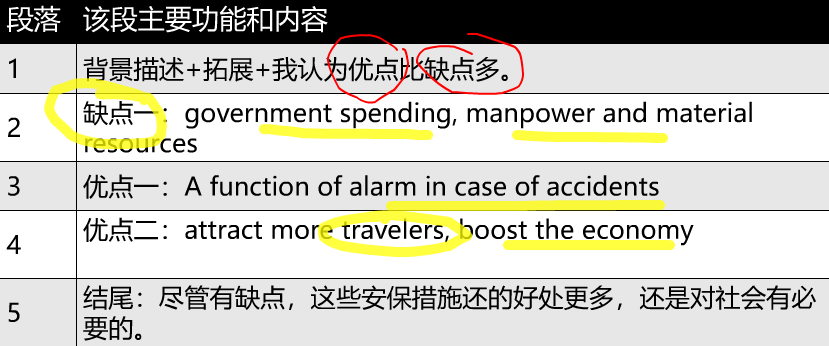 段落 该段主要功能和内容
1 背景描述+拓展+我认为优点比缺点多。
2 缺点一：government spending, manpower and material
resources
3 优点一：A function of alarm in case of accidents
4 优点二：attract more travelers, boost the economy
5 结尾：尽管有缺点，这些安保措施还的好处更多，还是对社会有必
要的。